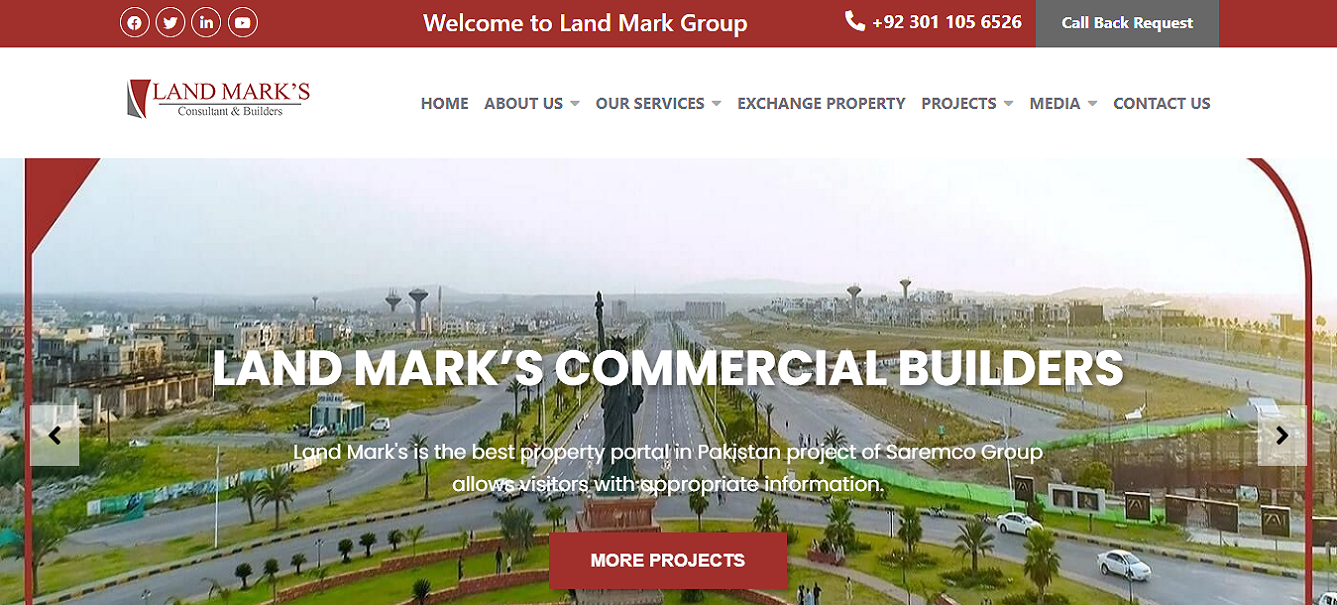 Welcome to Land Mark Group
+92 301 105 6526
Call Back Request
LAND MARK'S
Consultant & Builders
HOME
ABOUT US
OUR SERVICES
EXCHANGE PROPERTY
PROJECTS
MEDIA
CONTACT US
LAND MARK’S COMMERCIAL BUILDERS
Land Mark's is the best property portal in Pakistan project of Saremco Group
allows visitors with appropriate information.
MORE PROJECTS